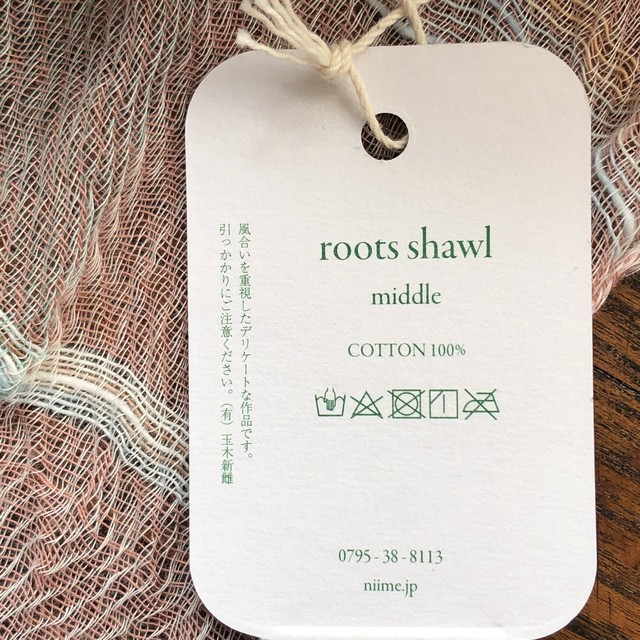 roots shawl
middle
COTTON 100%
風合いを重視したデリケートな作品です。
引っかかりにご注意ください。（有）玉木新雌
0795-38-8113
niime.jp